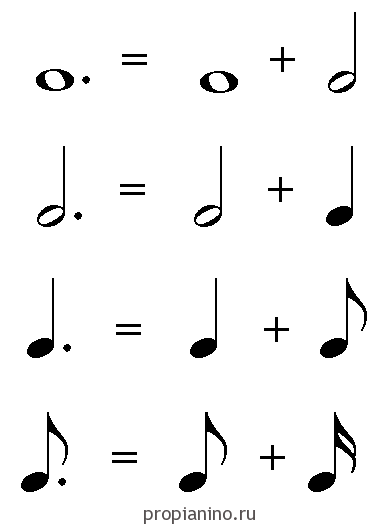 = +
= +
= +
= +
propianino.ru